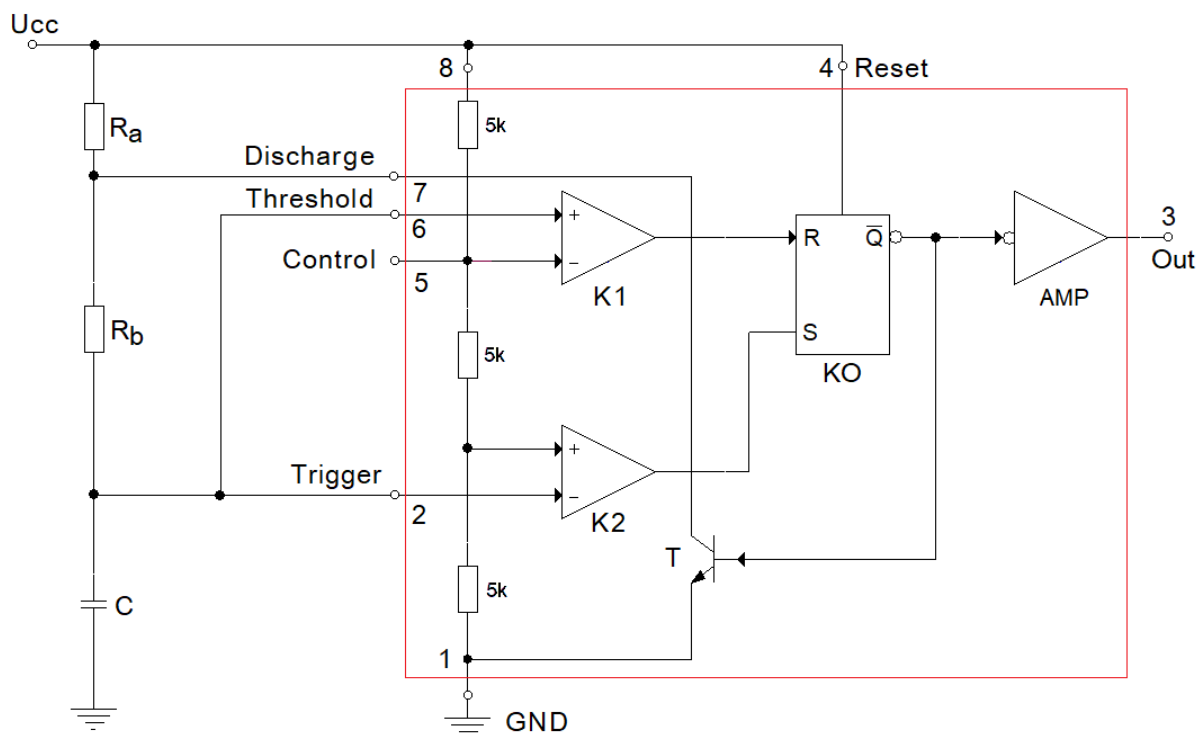 Ucc
8
4 Reset
Ra
5k
Discharge
7
Threshold
6
Control
5
+
−
K1
R
Q̅
3
Out
AMP
Rb
5k
S
KO
Trigger
2
+
−
K2
T
C
5k
1
GND